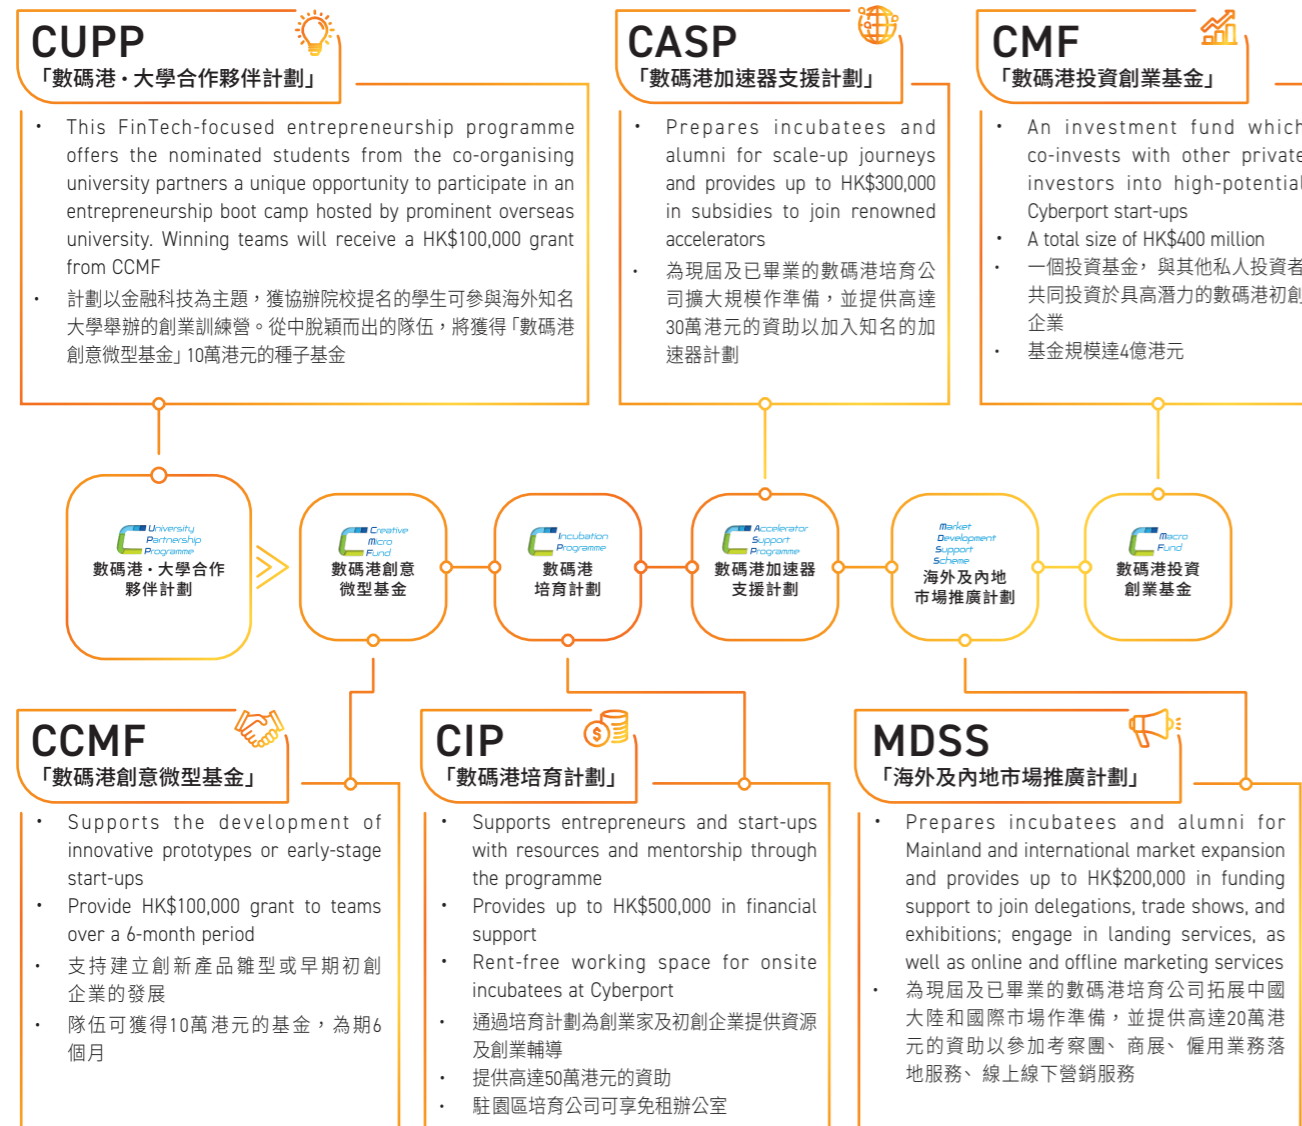 CUPP
「數碼港・大學合作夥伴計劃」
• This FinTech-focused entrepreneurship programme
offers the nominated students from the co-organising
university partners a unique opportunity to participate in an
entrepreneurship boot camp hosted by prominent overseas
university. Winning teams will receive a HK$100,000 grant
from CCMF
• 計劃以金融科技為主題，獲協辦院校提名的學生可參與海外知名
大學舉辦的創業訓練營。從中脫穎而出的隊伍，將獲得「數碼港
創意微型基金」10萬港元的種子基金
CASP
「數碼港加速器支援計劃」
• Prepares incubatees and
alumni for scale-up journeys
and provides up to HK$300,000
in subsidies to join renowned
accelerators
• 為現屆及已畢業的數碼港培育公
司擴大規模作準備，並提供高達
30萬港元的資助以加入知名的加
速器計劃
CMF
「數碼港投資創業基金」
• An investment fund which
co-invests with other private
investors into high-potential
Cyberport start-ups
• A total size of HK$400 million
• 一個投資基金，與其他私人投資者
共同投資於具高潛力的數碼港初創
企業
• 基金規模達4億港元
University
Partnership
Programme
數碼港・大學合作
夥伴計劃
Creative
Micro
Fund
數碼港創意
微型基金
Incubation
Programme
數碼港
培育計劃
Accelerator
Support
Programme
數碼港加速器
支援計劃
Market
Development
Support
Scheme
海外及內地
市場推廣計劃
Macro
Fund
數碼港投資
創業基金
CCMF
「數碼港創意微型基金」
• Supports the development of
innovative prototypes or early-stage
start-ups
• Provide HK$100,000 grant to teams
over a 6-month period
• 支持建立創新產品雛型或早期初創
企業的發展
• 隊伍可獲得10萬港元的基金，為期6
個月
CIP
「數碼港培育計劃」
• Supports entrepreneurs and start-ups
with resources and mentorship through
the programme
• Provides up to HK$500,000 in financial
support
• Rent-free working space for onsite
incubatees at Cyberport
• 通過培育計劃為創業家及初創企業提供資源
及創業輔導
• 提供高達50萬港元的資助
• 駐園區培育公司可享免租辦公室
MDSS
「海外及內地市場推廣計劃」
• Prepares incubatees and alumni for
Mainland and international market expansion
and provides up to HK$200,000 in funding
support to join delegations, trade shows, and
exhibitions; engage in landing services, as
well as online and offline marketing services
• 為現屆及已畢業的數碼港培育公司拓展中國
大陸和國際市場作準備，並提供高達20萬港
元的資助以參加考察團、商展、僱用業務落
地服務、線上線下營銷服務